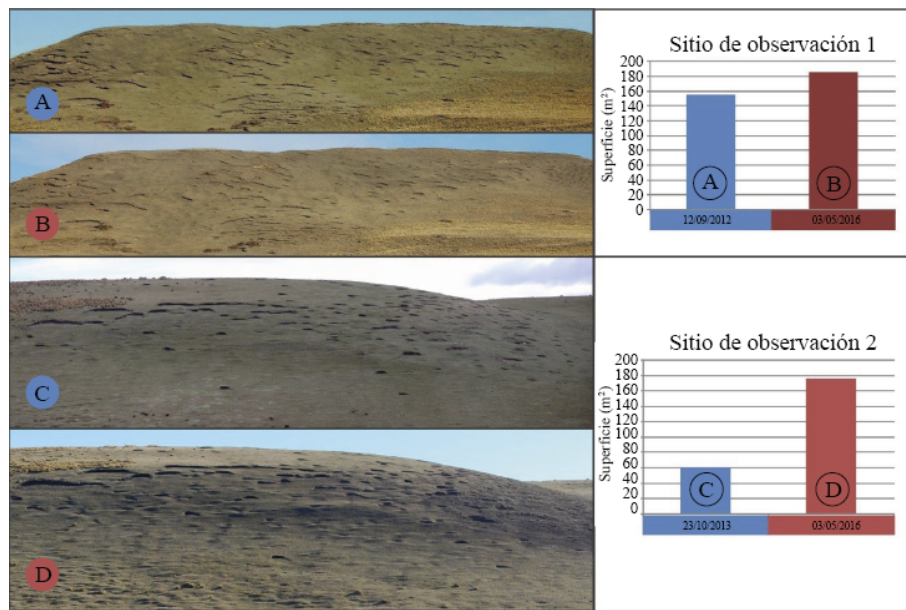 A
B
C
D
Sitio de observación 1
Superficie (m²)
200
180
160
140
120
100
80
60
40
20
0
A
B
12/09/2012
03/05/2016
Sitio de observación 2
Superficie (m²)
200
180
160
140
120
100
80
60
40
20
0
C
D
23/10/2013
03/05/2016